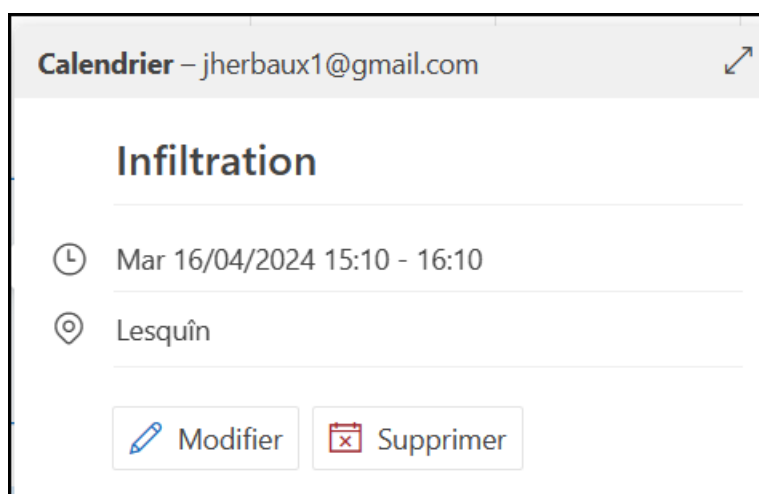 Calendrier – jherbaux1@gmail.com
Infiltration
Mar 16/04/2024 15:10 - 16:10
Lesquîn
Modifier Supprimer